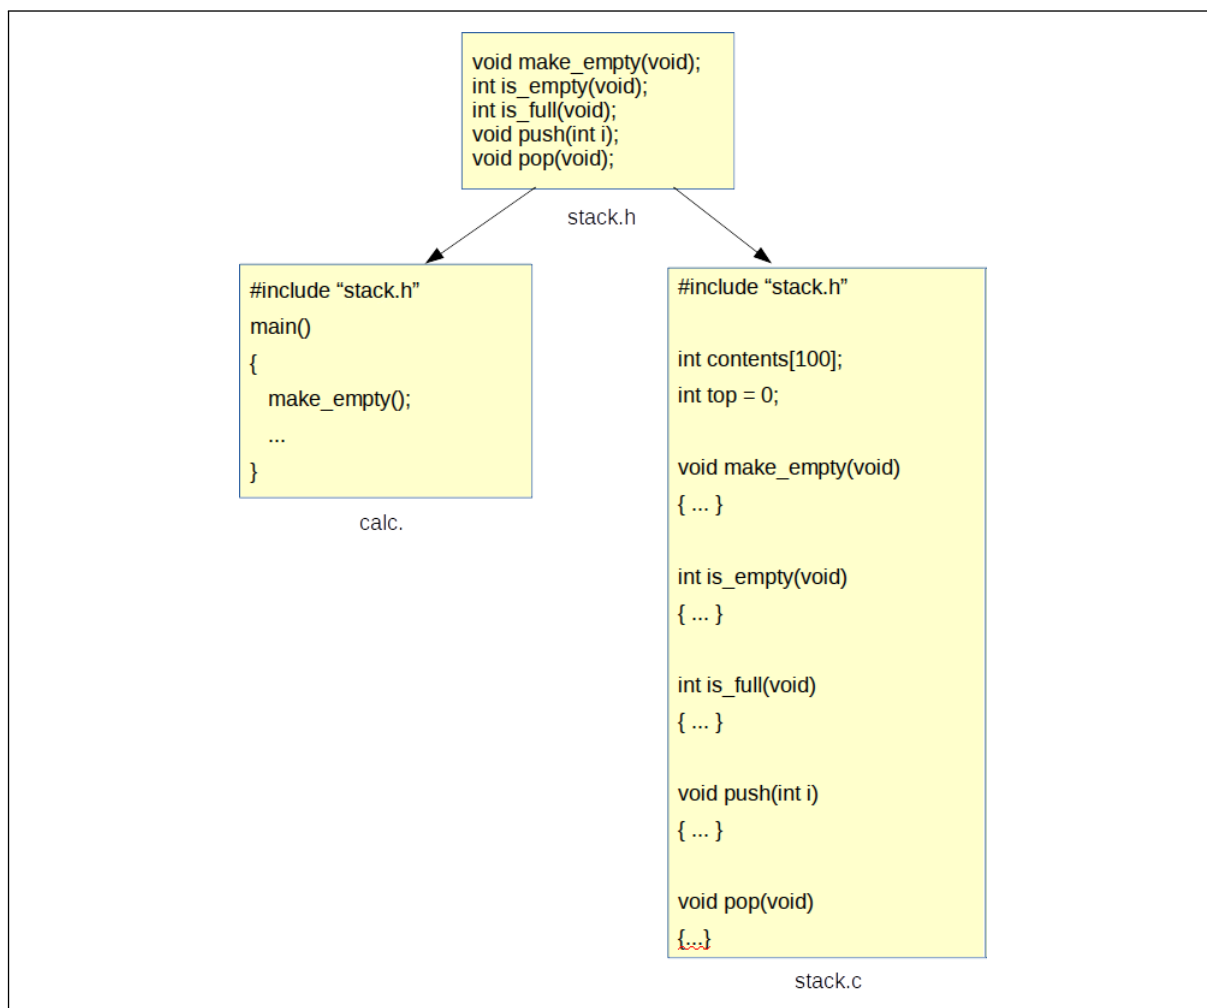 void make_empty(void);
int is_empty(void);
int is_full(void);
void push(int i);
void pop(void);
stack.h
#include “stack.h”
main()
{
make_empty();
...
}
calc.
#include “stack.h”
int contents[100];
int top = 0;
void make_empty(void)
{ ... }
int is_empty(void)
{ ... }
int is_full(void)
{ ... }
void push(int i)
{ ... }
void pop(void)
{...}
stack.c